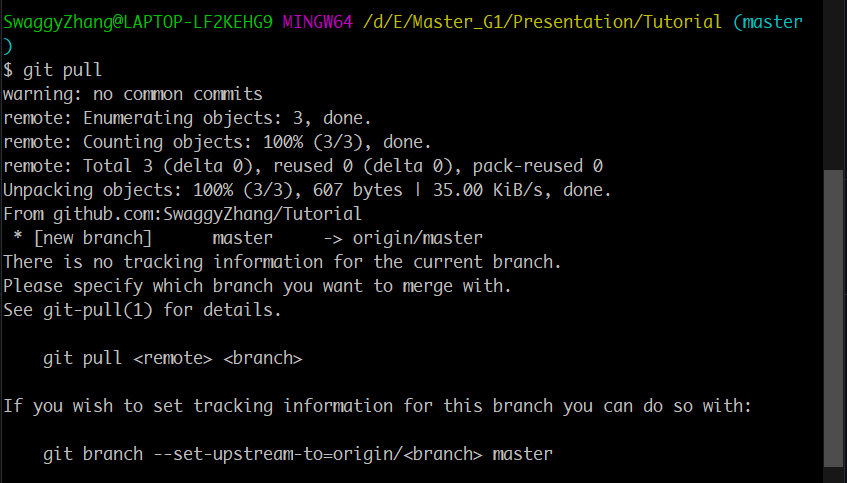 SwaggyZhang@LAPTOP-LF2KEHG9 MINGW64 /d/E/Master_G1/Presentation/Tutorial (master
)
$ git pull
warning: no common commits
remote: Enumerating objects: 3, done.
remote: Counting objects: 100% (3/3), done.
remote: Total 3 (delta 0), reused 0 (delta 0), pack-reused 0
Unpacking objects: 100% (3/3), 607 bytes | 35.00 KiB/s, done.
From github.com:SwaggyZhang/Tutorial
 * [new branch]      master     -> origin/master
There is no tracking information for the current branch.
Please specify which branch you want to merge with.
See git-pull(1) for details.

    git pull <remote> <branch>

If you wish to set tracking information for this branch you can do so with:

    git branch --set-upstream-to=origin/<branch> master